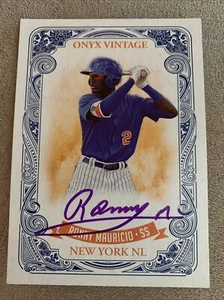 ONYX VINTAGE
2
Ronny
RONNY MAURICIO • SS
NEW YORK NL